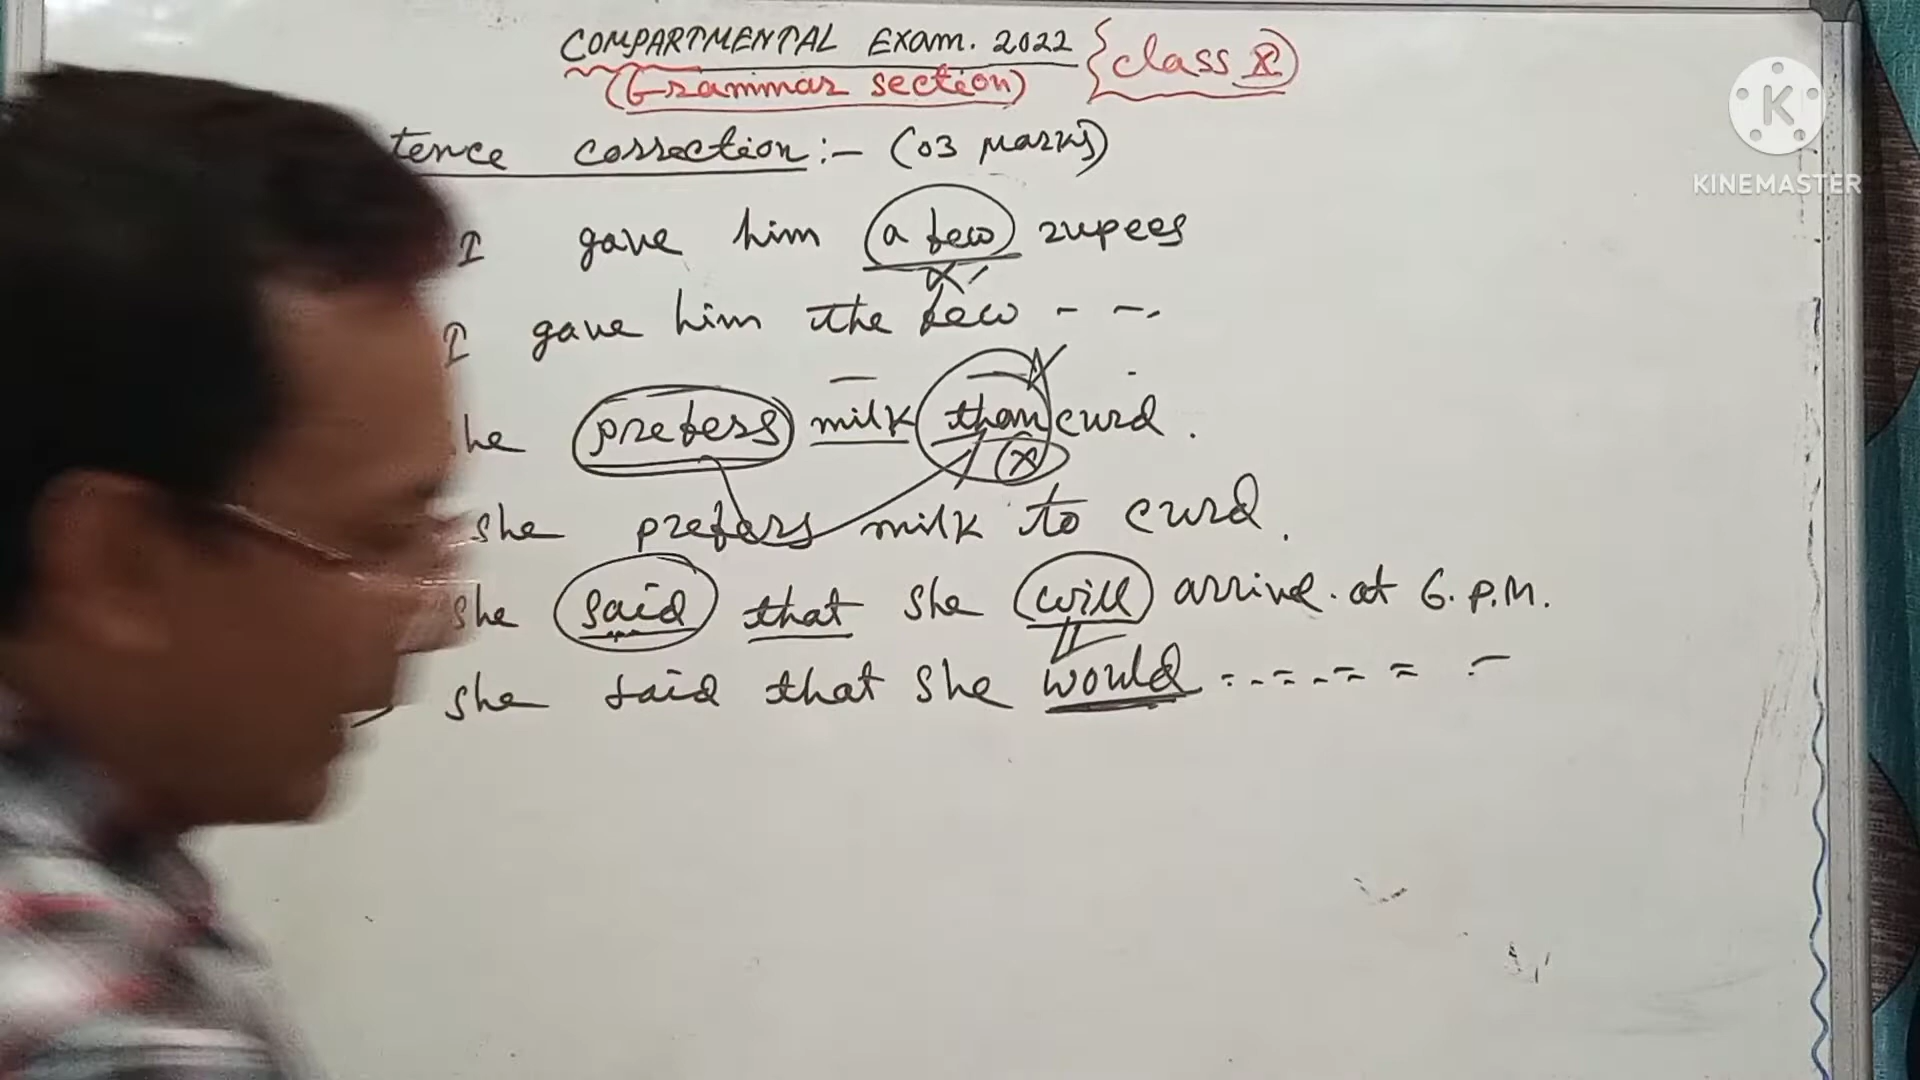 COMPARTMENTAL EXAM. 2022 {class X)
(Grammar section)
tence correction:- (03 Marks)
I gave him a few rupees
I gave him the few - --.
he prefers milk than curd.
she prefers milk to curd.
she said that she will arrive. at 6. P.M.
she said that she would -----
K
KINEMASTER